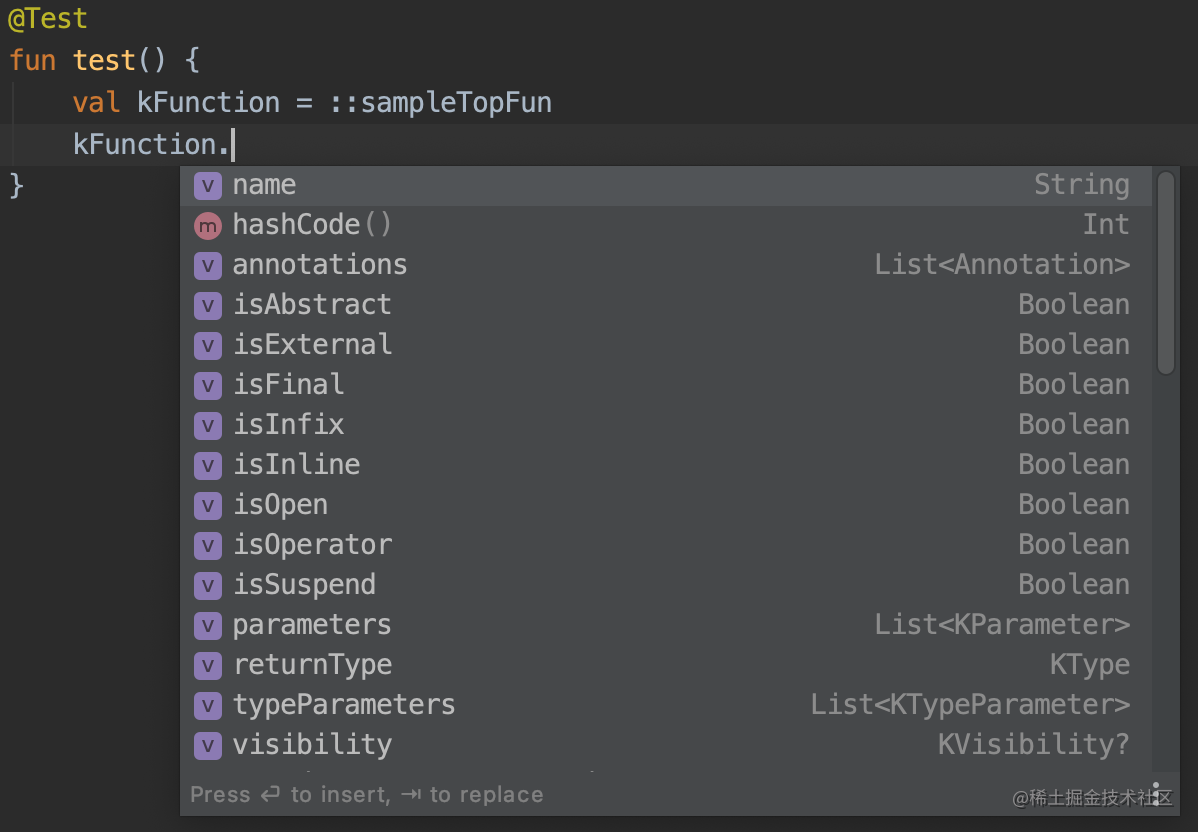 @Test
fun test() {
val kFunction = ::sampleTopFun
kFunction.
}
v name String
m hashCode() Int
v annotations List<Annotation>
v isAbstract Boolean
v isExternal Boolean
v isFinal Boolean
v isInfix Boolean
v isInline Boolean
v isOpen Boolean
v isOperator Boolean
v isSuspend Boolean
v parameters List<KParameter>
v returnType KType
v typeParameters List<KTypeParameter>
v visibility KVisibility?
Press ↩ to insert, ⇥ to replace
@稀土掘金技术社区